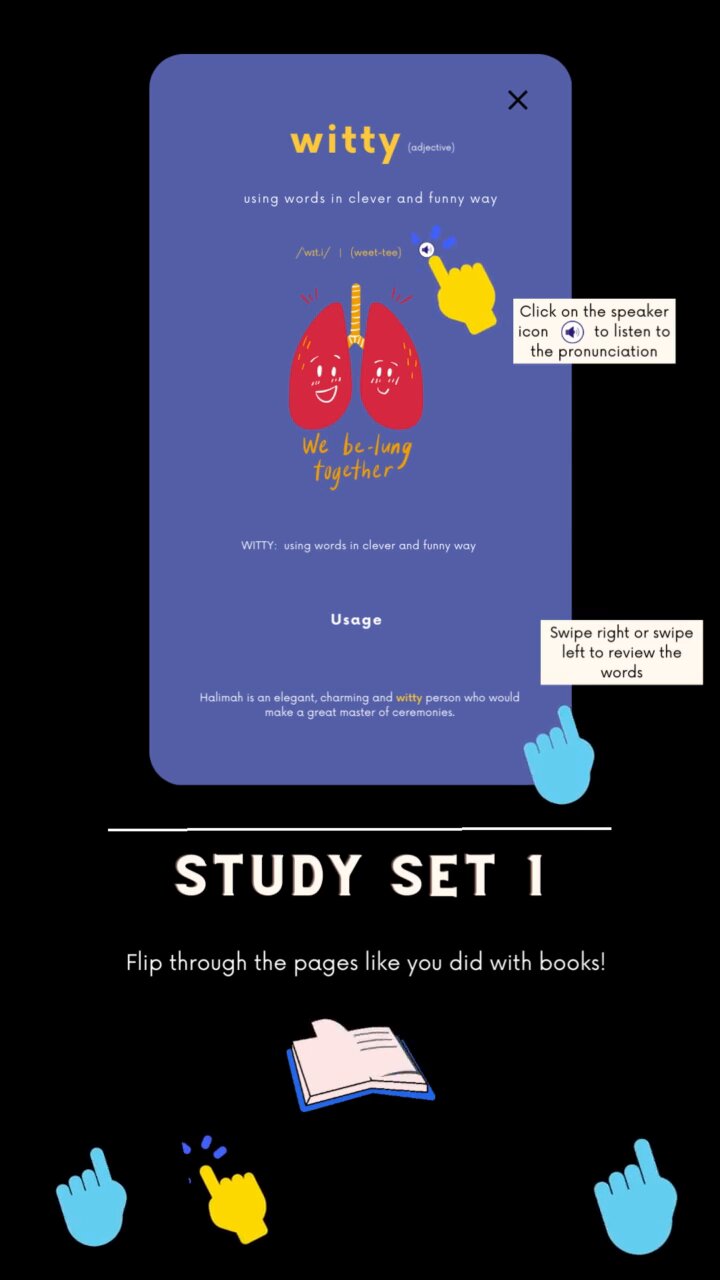 witty (adjective)
using words in clever and funny way
/'wɪt.i/ | (weet-tee)
Click on the speaker
icon to listen to
the pronunciation
We be-lung
together
WITTY: using words in clever and funny way
Usage
Swipe right or swipe
left to review the
words
Halimah is an elegant, charming and witty person who would
make a great master of ceremonies.
STUDY SET 1
Flip through the pages like you did with books!